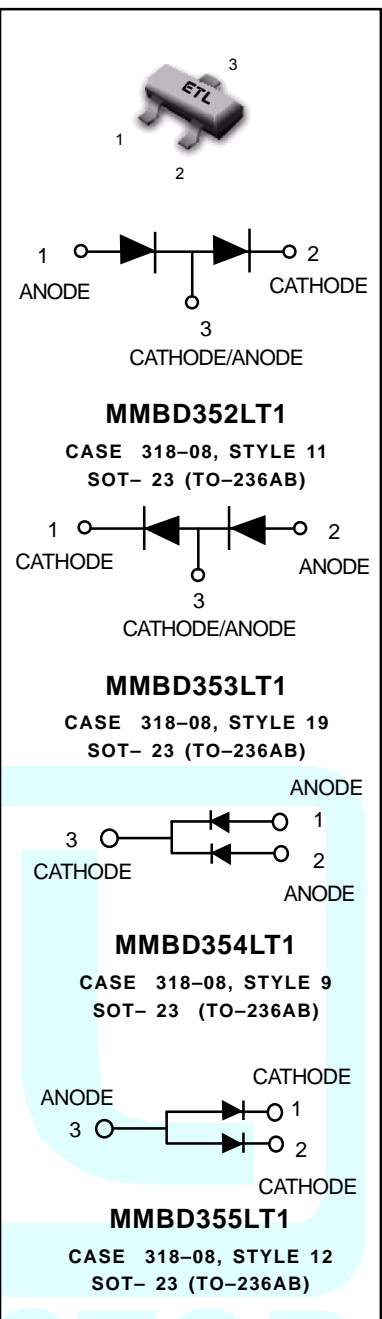 3
ETL
1
2
1 2
ANODE CATHODE
3
CATHODE/ANODE
MMBD352LT1
CASE 318–08, STYLE 11
SOT– 23 (TO–236AB)
1 2
CATHODE ANODE
3
CATHODE/ANODE
MMBD353LT1
CASE 318–08, STYLE 19
SOT– 23 (TO–236AB)
ANODE
1
3
CATHODE
2
ANODE
MMBD354LT1
CASE 318–08, STYLE 9
SOT– 23 (TO–236AB)
CATHODE
ANODE
1
3
2
CATHODE
MMBD355LT1
CASE 318–08, STYLE 12
SOT– 23 (TO–236AB)